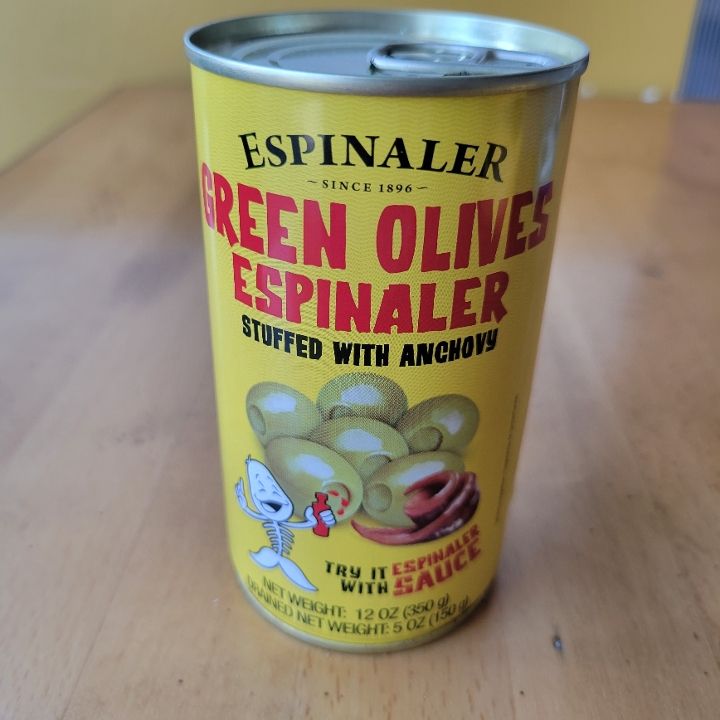 ESPINALER
~ SINCE 1896 ~
GREEN OLIVES
ESPINALER
STUFFED WITH ANCHOVY
TRY IT WITH
ESPINALER SAUCE
NET WEIGHT: 12 OZ (350 g)
DRAINED NET WEIGHT: 5 OZ (150 g)